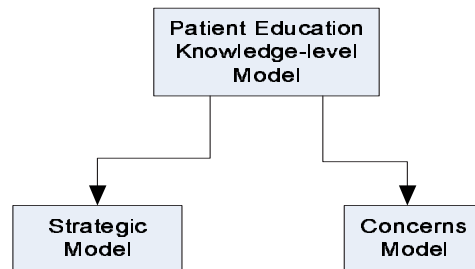 Patient Education
Knowledge-level
Model
Strategic
Model
Concerns
Model